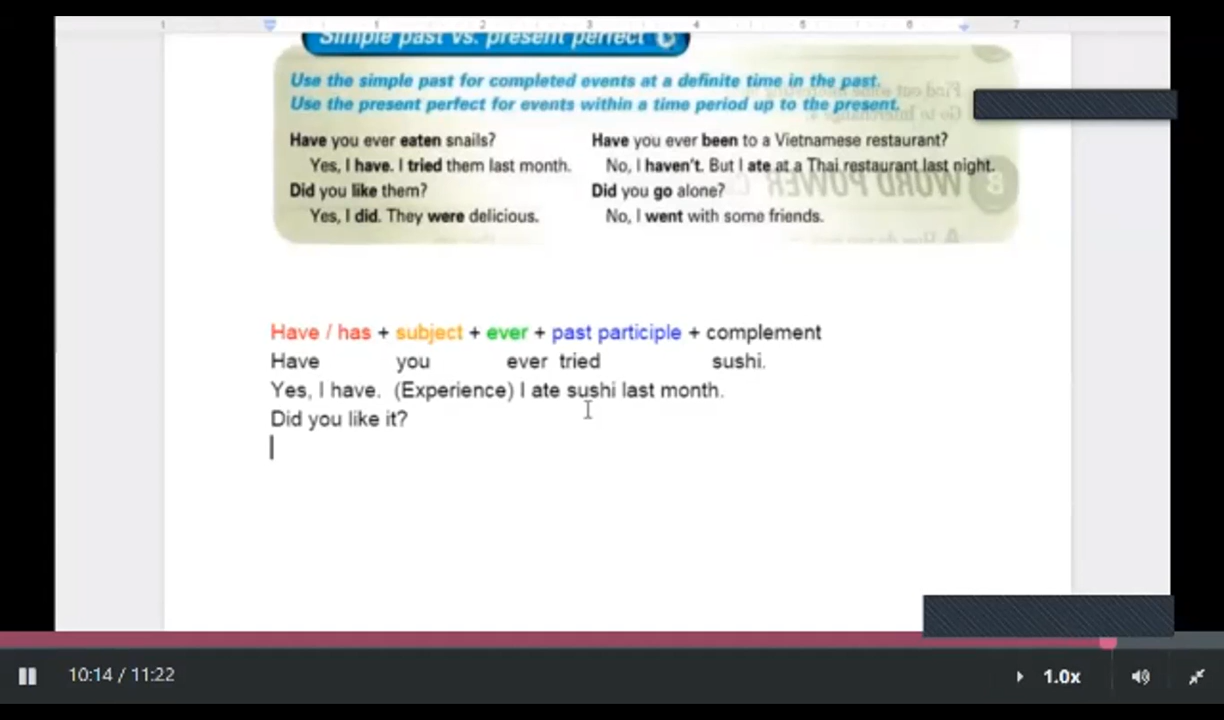 Simple past vs. present perfect
Use the simple past for completed events at a definite time in the past.
Use the present perfect for events within a time period up to the present.
Have you ever eaten snails?
Yes, I have. I tried them last month.
Did you like them?
Yes, I did. They were delicious.
Have you ever been to a Vietnamese restaurant?
No, I haven't. But I ate at a Thai restaurant last night.
Did you go alone?
No, I went with some friends.
Have / has + subject + ever + past participle + complement
Have you ever tried sushi.
Yes, I have. (Experience) I ate sushi last month.
Did you like it?
10:14 / 11:22
1.0x